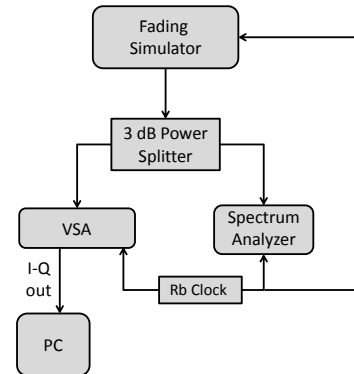 Fading
Simulator
3 dB Power
Splitter
VSA
Spectrum
Analyzer
I-Q
out
Rb Clock
PC